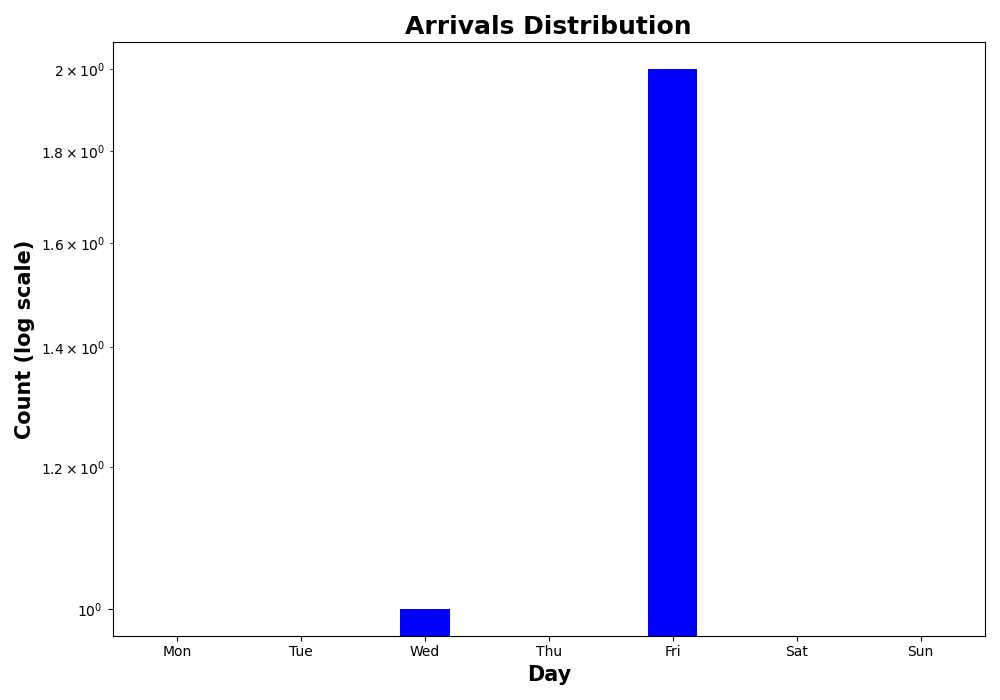 Arrivals Distribution
Count (log scale)
2 × 10⁰
1.8 × 10⁰
1.6 × 10⁰
1.4 × 10⁰
1.2 × 10⁰
10⁰
Mon Tue Wed Thu Fri Sat Sun
Day